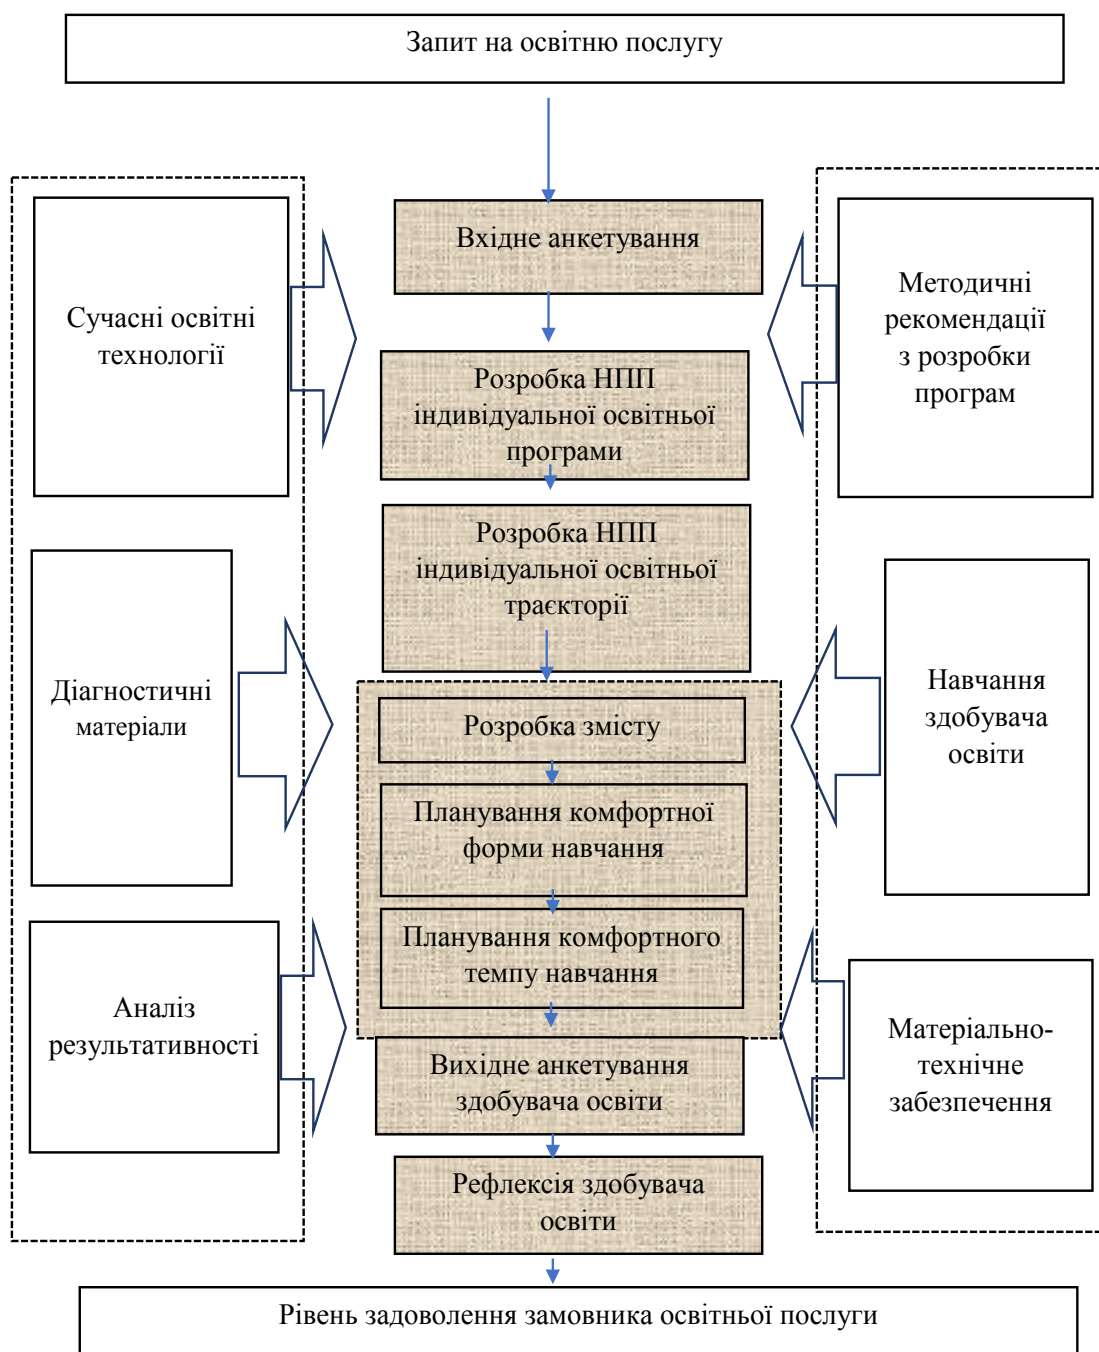 Запит на освітню послугу
Вхідне анкетування
Сучасні освітні
технології
Методичні
рекомендації
з розробки
програм
Розробка НПП
індивідуальної освітньої
програми
Розробка НПП
індивідуальної освітньої
траєкторії
Діагностичні
матеріали
Навчання
здобувача
освіти
Розробка змісту
Планування комфортної
форми навчання
Планування комфортного
темпу навчання
Аналіз
результативності
Матеріально-
технічне
забезпечення
Вихідне анкетування
здобувача освіти
Рефлексія здобувача
освіти
Рівень задоволення замовника освітньої послуги